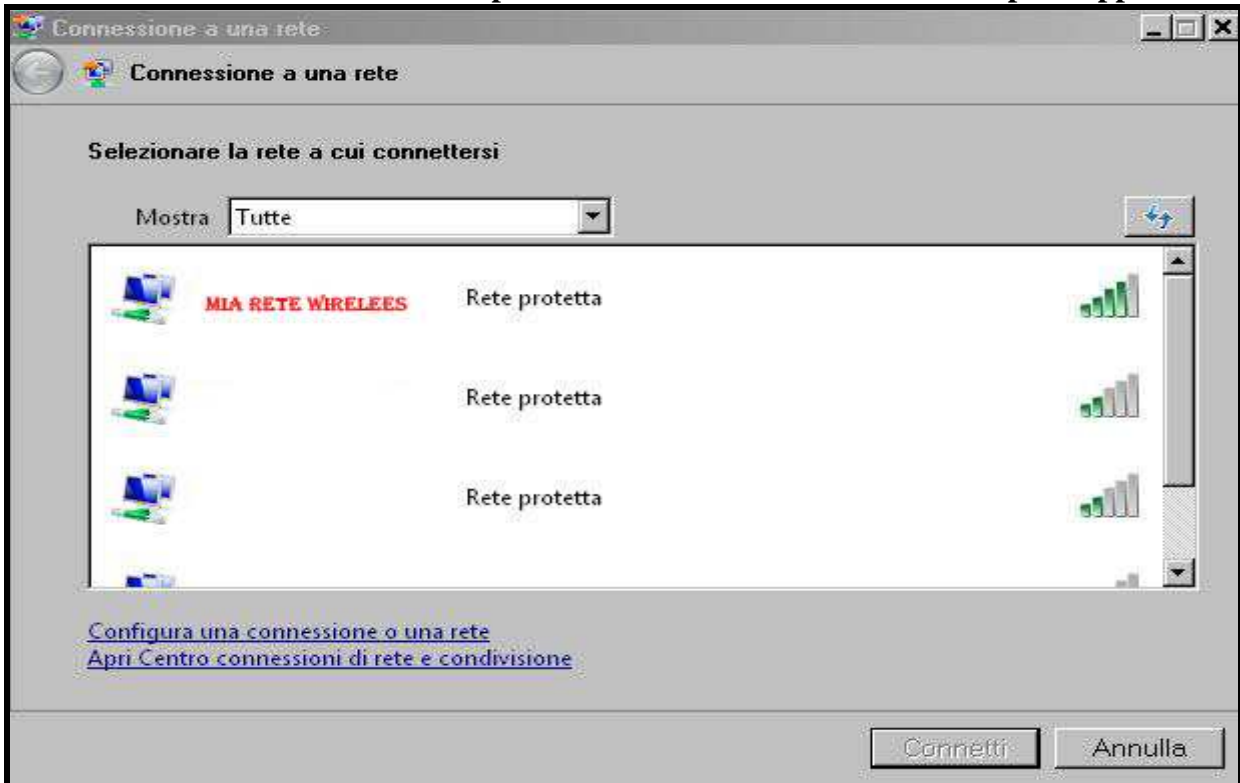 Connessione a una rete
Connessione a una rete
Selezionare la rete a cui connettersi
Mostra Tutte
MIA RETE WIRELEES Rete protetta
Rete protetta
Rete protetta
Configura una connessione o una rete
Apri Centro connessioni di rete e condivisione
Connetti Annulla